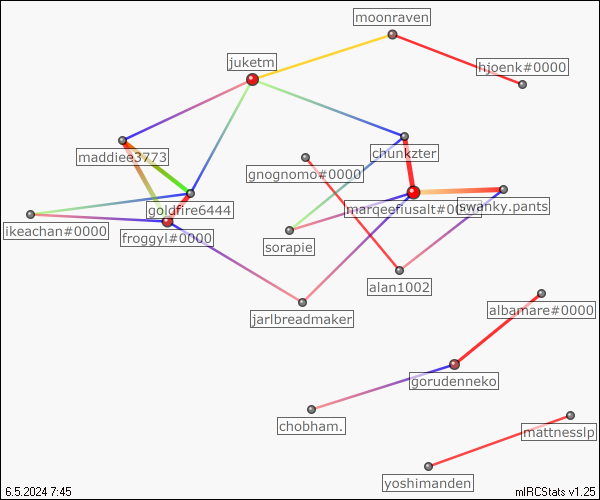 moonraven
juketm
hjoenk#0000
chunkzter
maddiee3773
gnognomo#0000
goldfire6444
marqeeriusalt#0000
swanky.pants
ikeachan#0000
froggyl#0000
sorapie
alan1002
jarlbreadmaker
albamare#0000
gorudenneko
chobham.
mattnesslp
yoshimanden
6.5.2024 7:45
mIRCStats v1.25